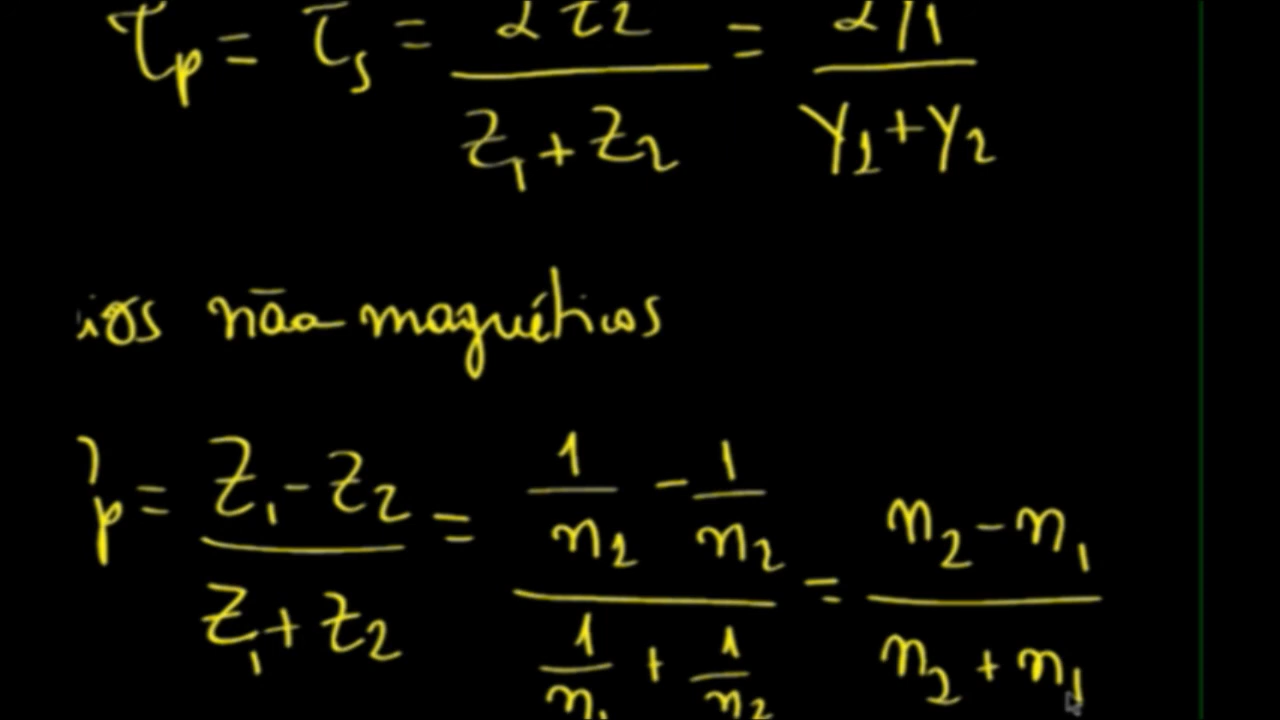 τp = τs = 2Z2 / (Z1 + Z2) = 2Y1 / (Y1 + Y2)
ios não magnéticos
p = (Z1 - Z2) / (Z1 + Z2) = (1/n2 - 1/n2) / (1/n1 + 1/n2) = (n2 - n1) / (n2 + n1)